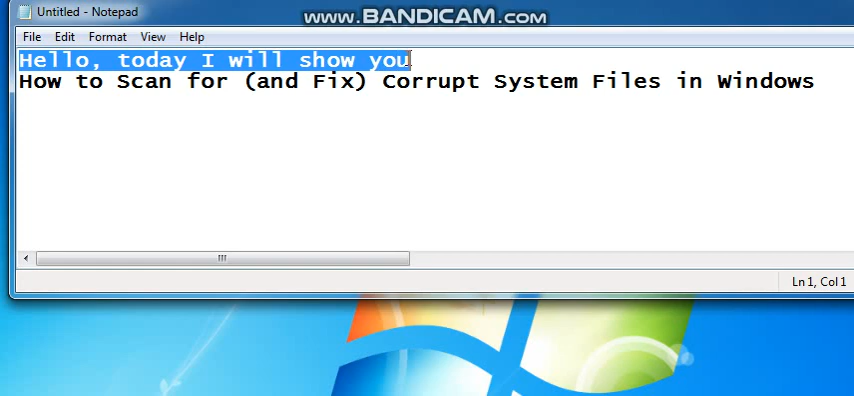 www.BANDICAM.com
Untitled - Notepad
File Edit Format View Help
Hello, today I will show you
How to Scan for (and Fix) Corrupt System Files in Windows
Ln 1, Col 1